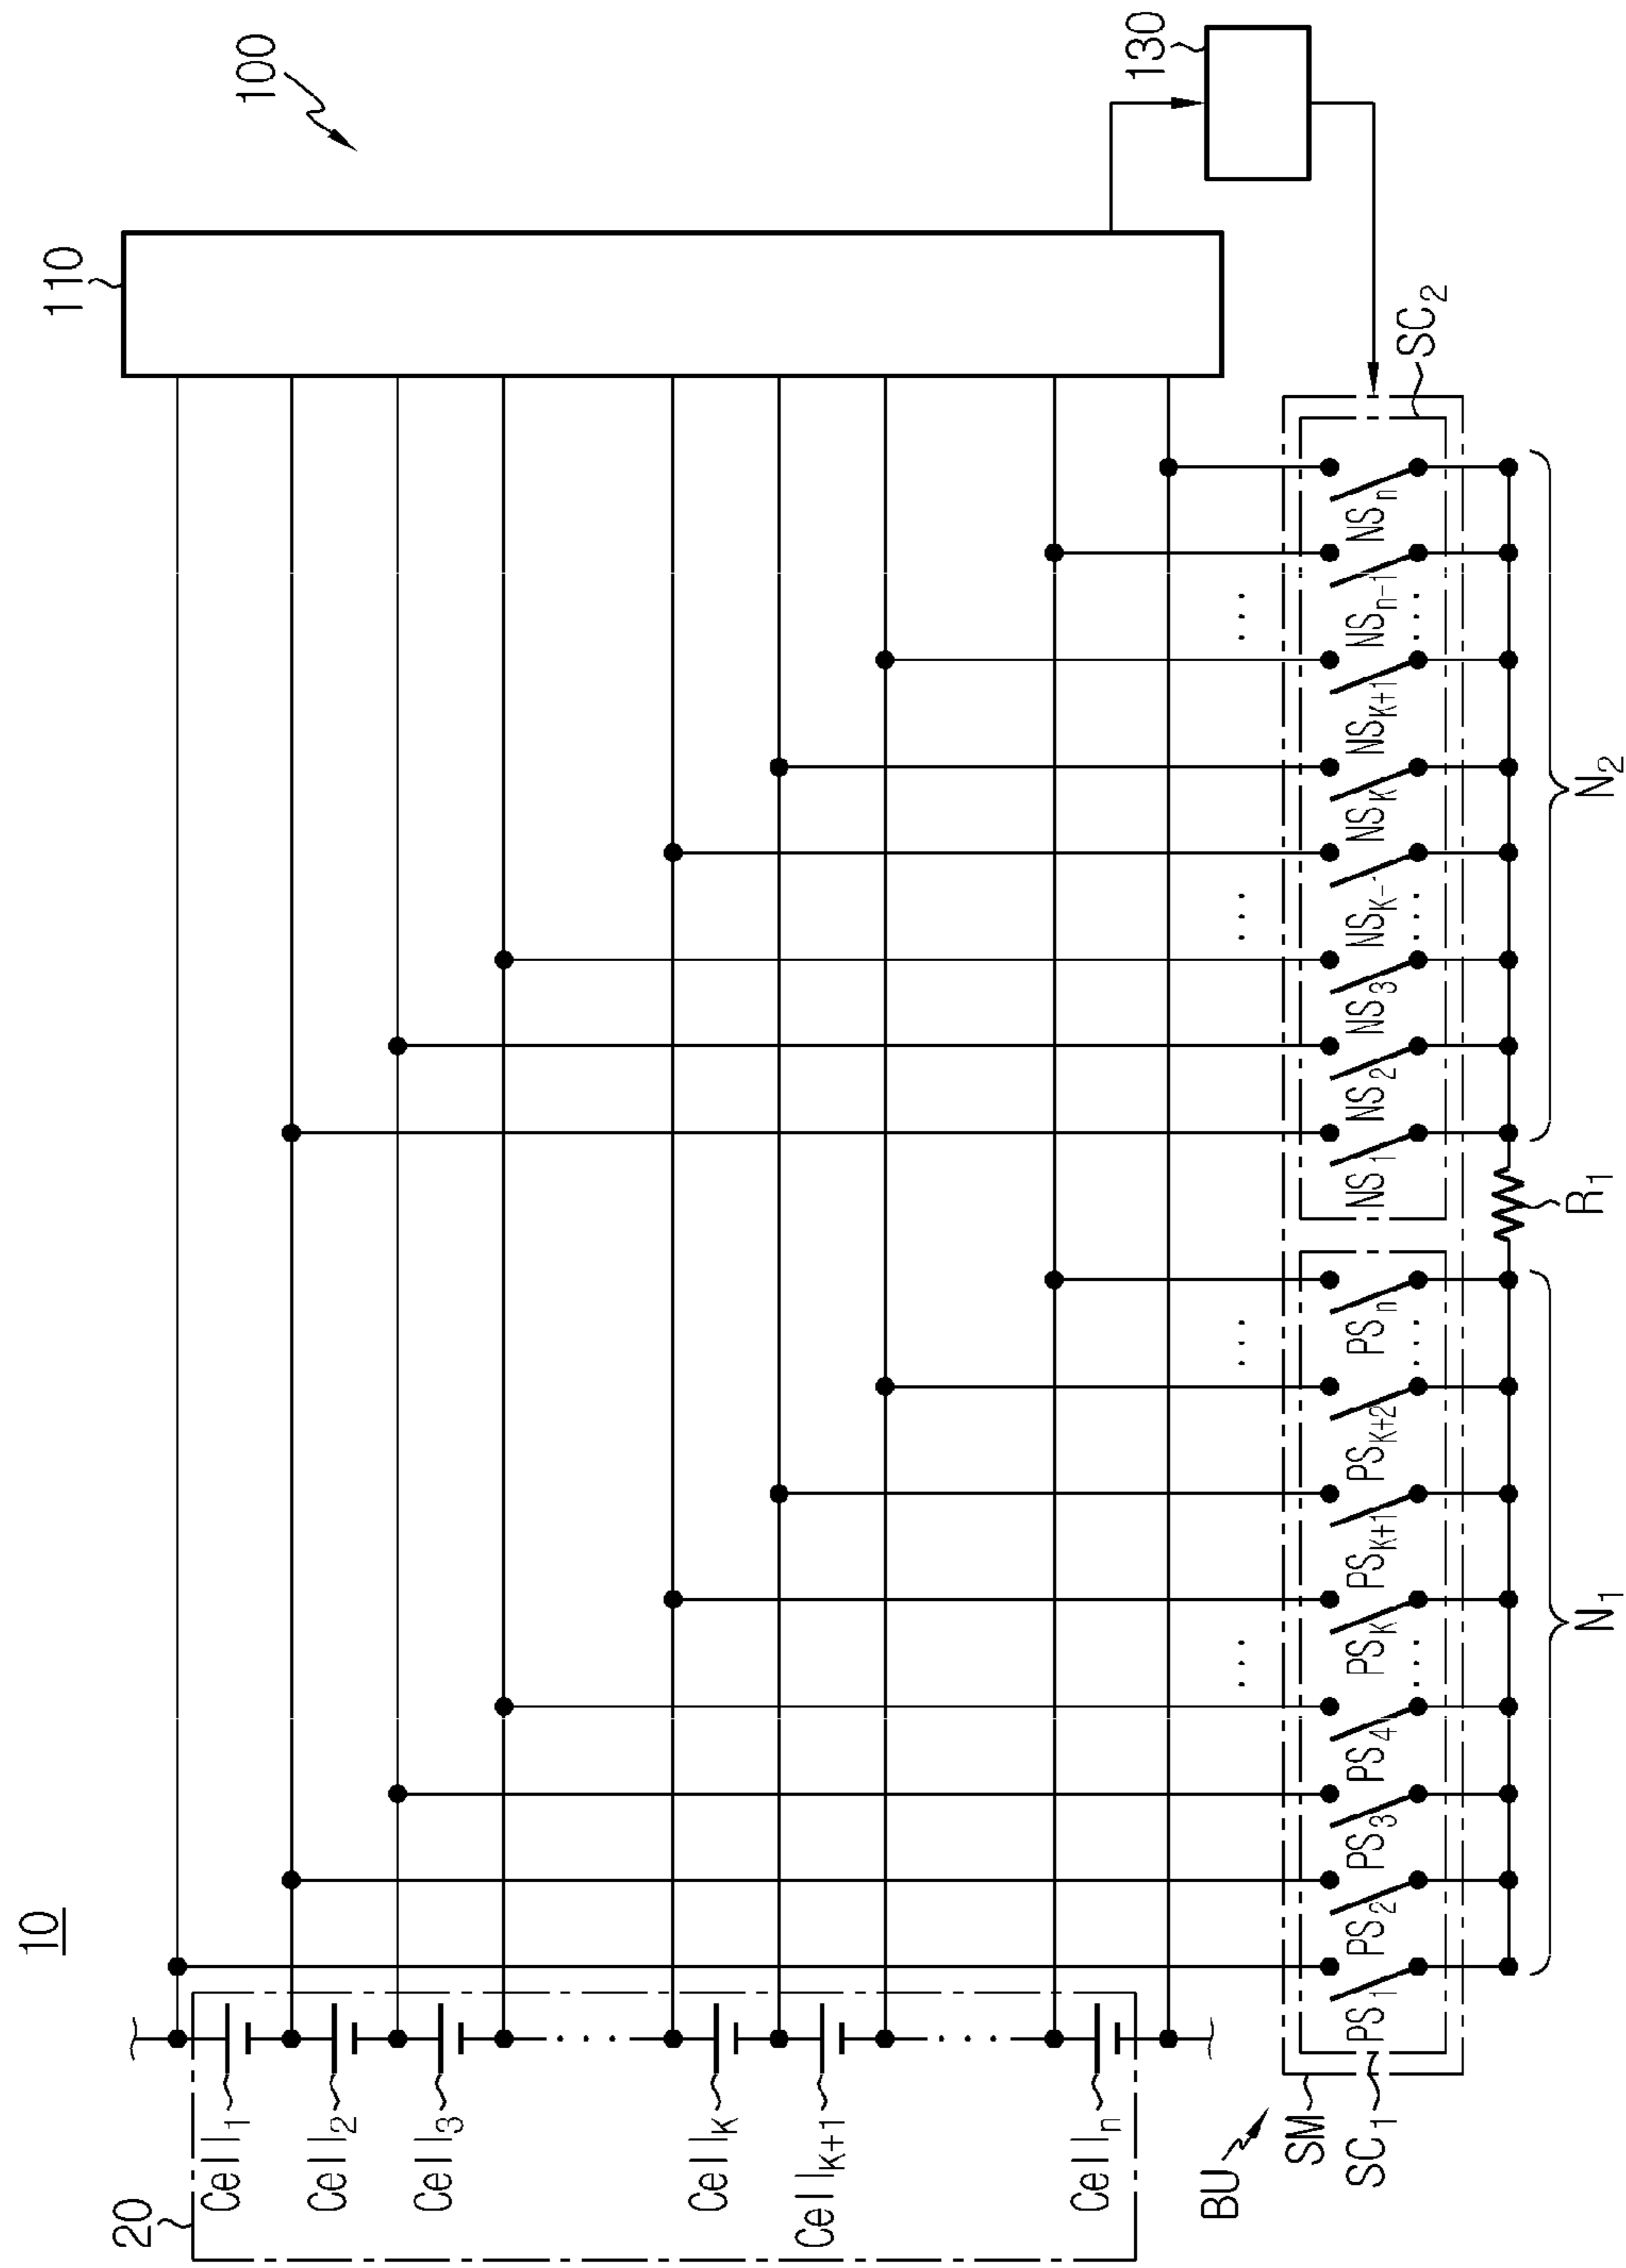 10
100
110
130
20
Cell₁
Cell₂
Cell₃
Cellₖ
Cellₖ₊₁
Cellₙ
BU
SM
SC₁
SC₂
PS₁
PS₂
PS₃
PS₄
PSₖ
PSₖ₊₁
PSₖ₊₂
PSₙ
NS₁
NS₂
NS₃
NSₖ₋₁
NSₖ
NSₖ₊₁
NSₙ₋₁
NSₙ
N₁
R₁
N₂